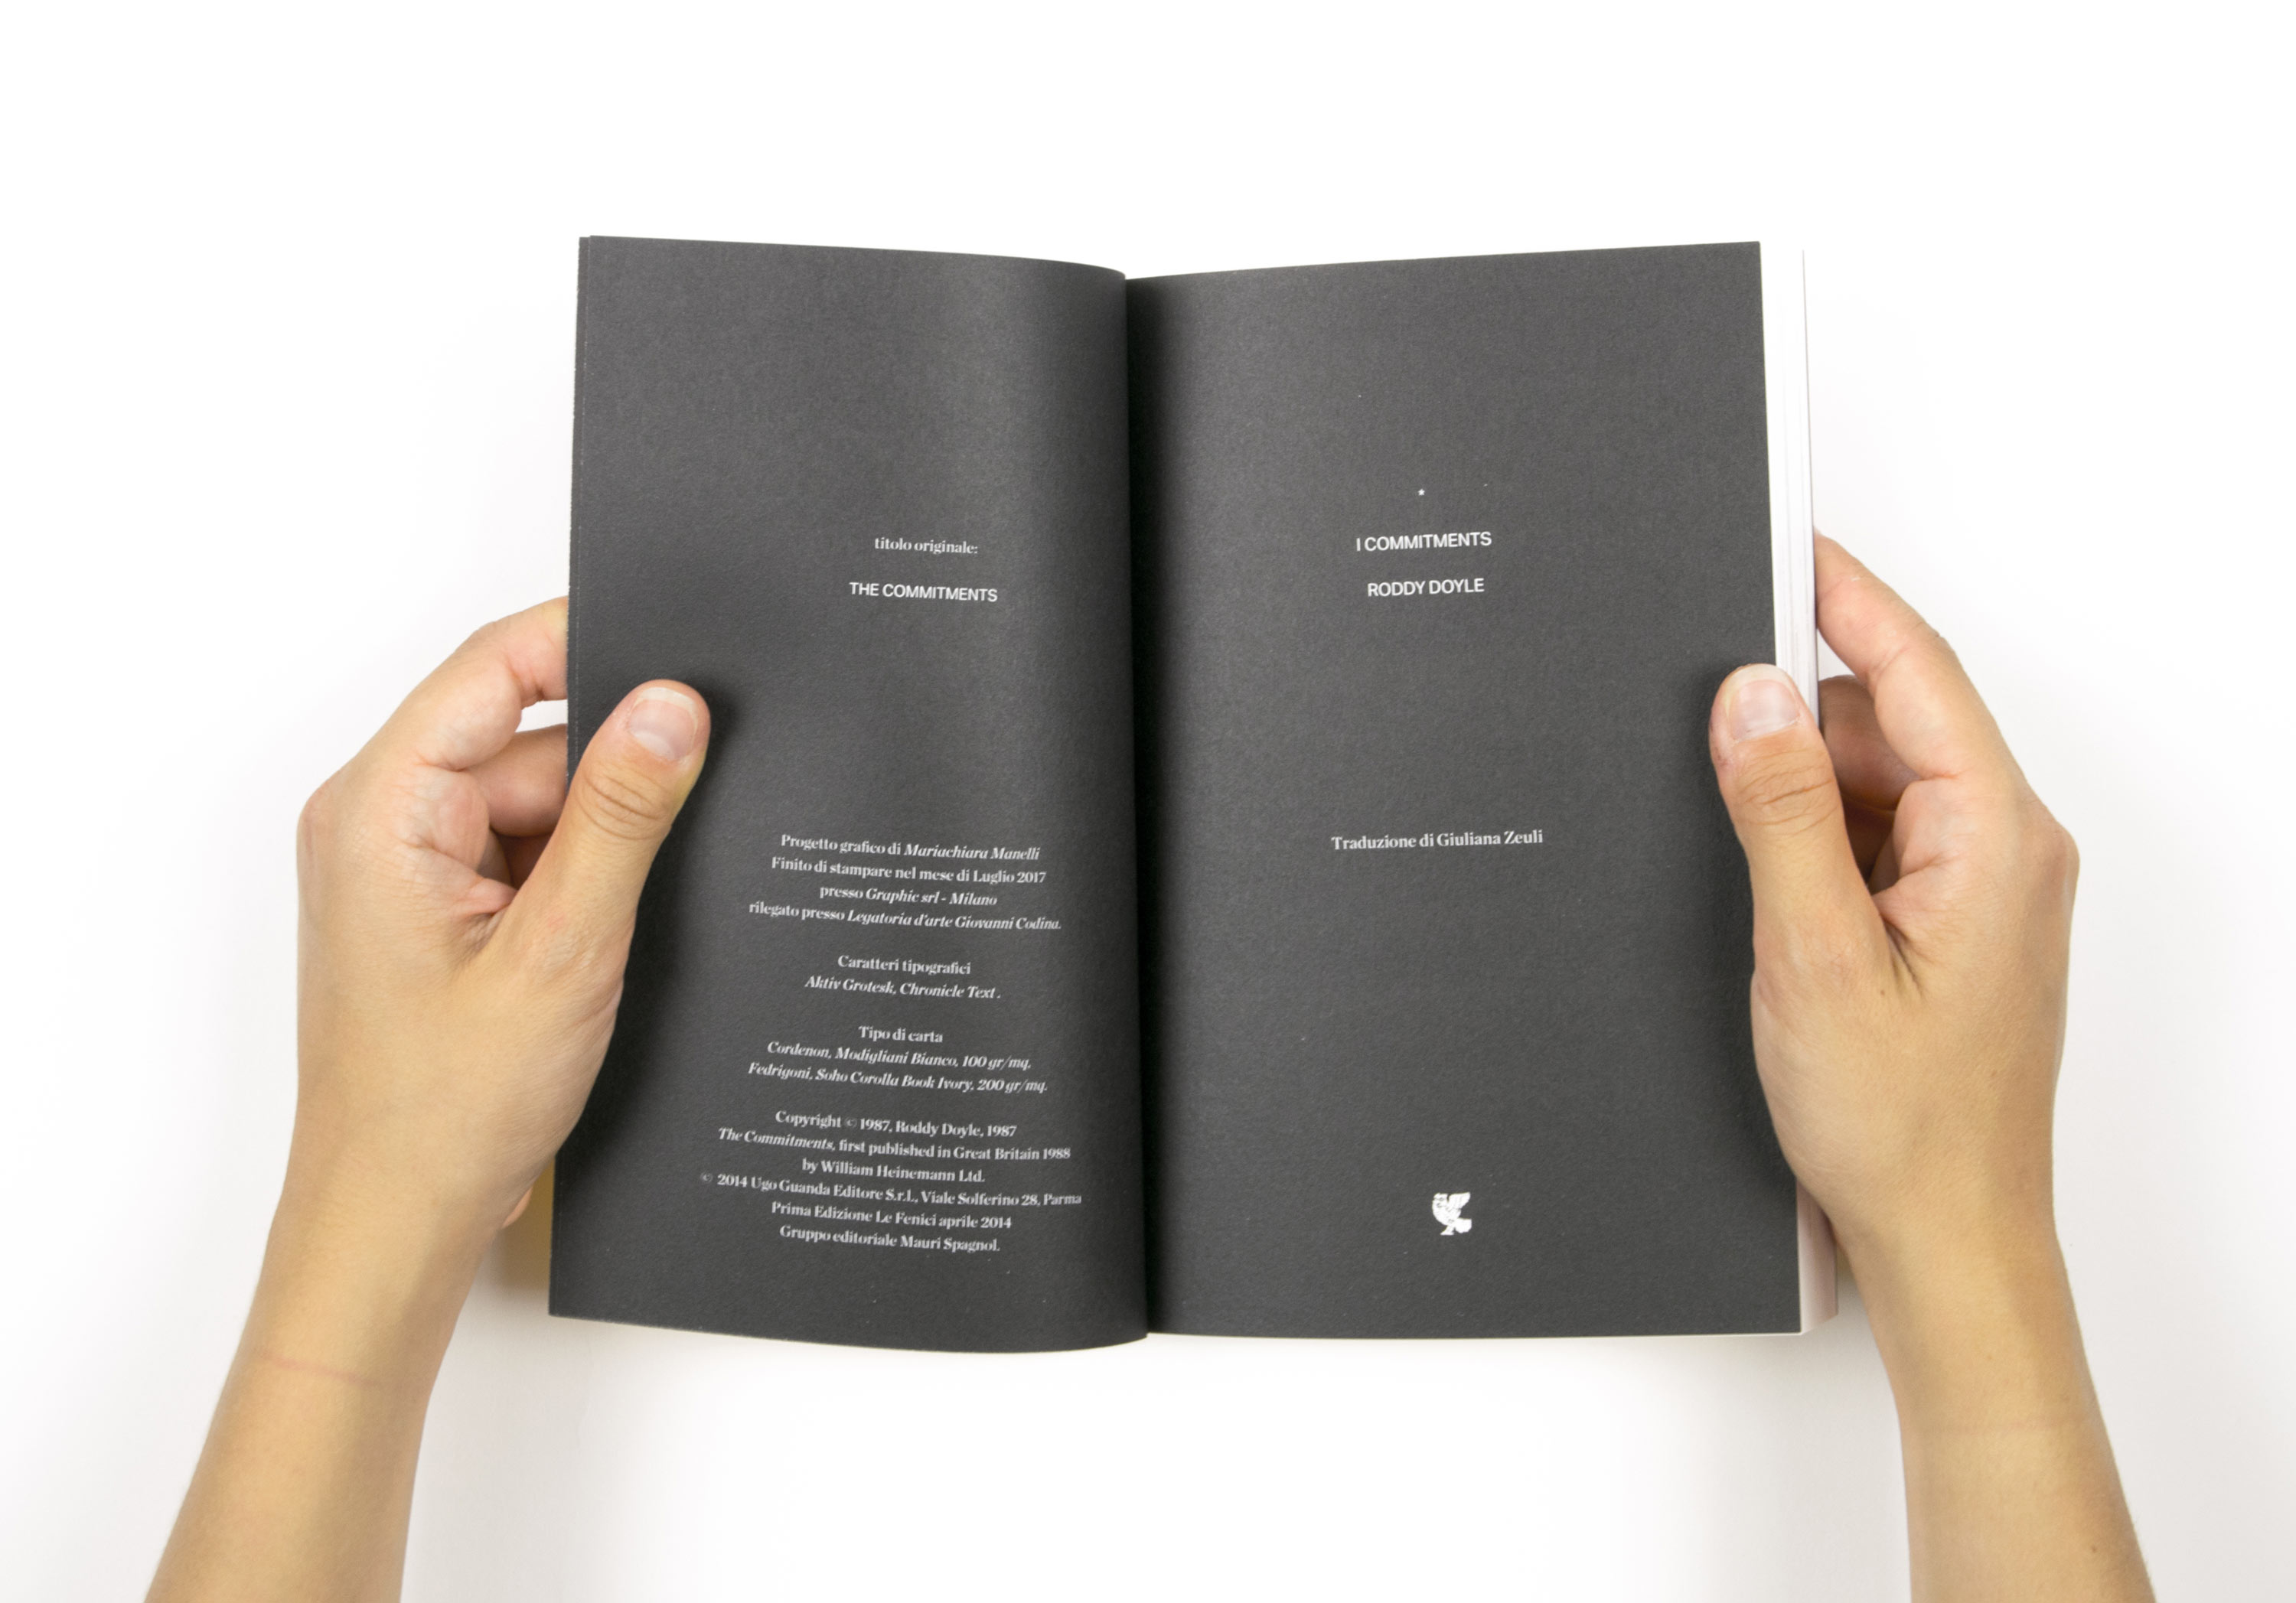 titolo originale:
THE COMMITMENTS
Progetto grafico di Mariachiara Manelli
Finito di stampare nel mese di Luglio 2017
presso Graphic srl - Milano
rilegato presso Legatoria d'arte Giovanni Codina.
Caratteri tipografici
Aktiv Grotesk, Chronicle Text .
Tipo di carta
Cordenon, Modigliani Bianco, 100 gr/mq.
Fedrigoni, Soho Corolla Book Ivory, 200 gr/mq.
Copyright © 1987, Roddy Doyle, 1987
The Commitments, first published in Great Britain 1988
by William Heinemann Ltd.
© 2014 Ugo Guanda Editore S.r.l., Viale Solferino 28, Parma
Prima Edizione Le Fenici aprile 2014
Gruppo editoriale Mauri Spagnol.
*
I COMMITMENTS
RODDY DOYLE
Traduzione di Giuliana Zeuli